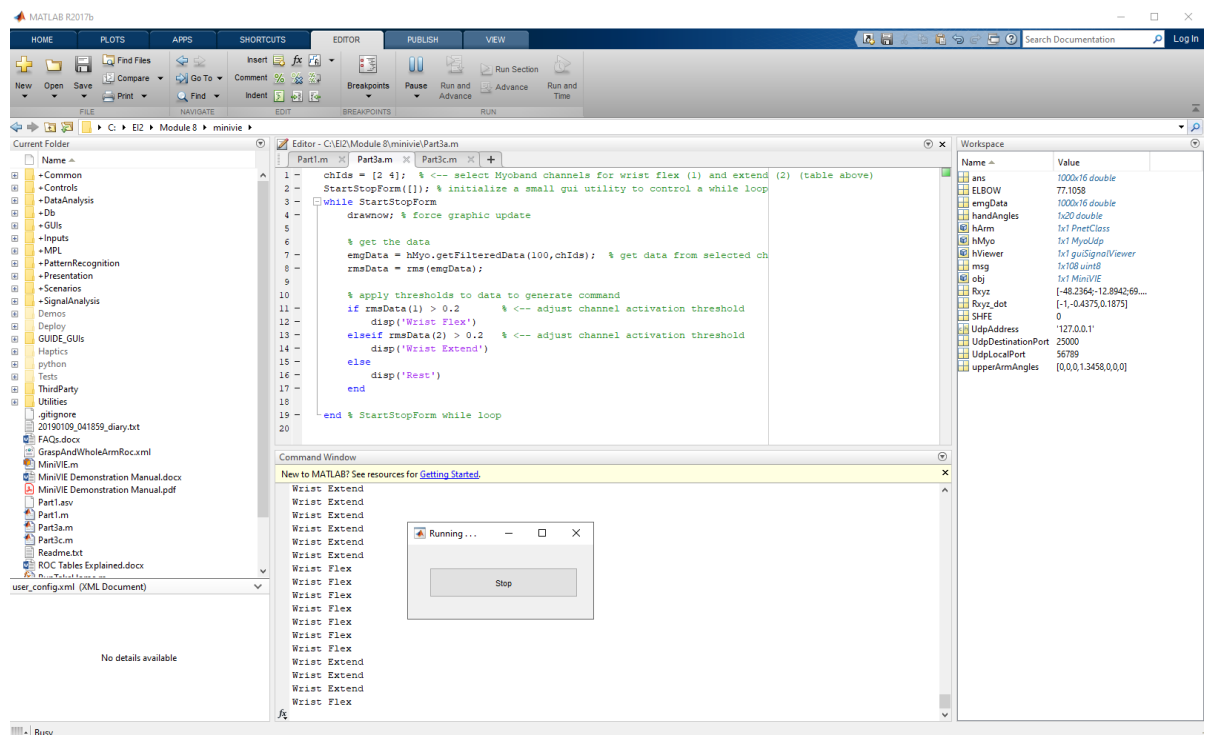 MATLAB R2017b
HOME PLOTS APPS SHORTCUTS EDITOR PUBLISH VIEW Search Documentation Log In
New Open Save Find Files Compare Print
Go To Find
Insert Comment Indent
Breakpoints Pause Run and Advance Run Section Advance Run and Time
FILE NAVIGATE EDIT BREAKPOINTS RUN
C: EI2 Module 8 minivie
Current Folder
Name
+Common
+Controls
+DataAnalysis
+Db
+GUIs
+Inputs
+MPL
+PatternRecognition
+Presentation
+Scenarios
+SignalAnalysis
Demos
Deploy
GUIDE_GUIs
Haptics
python
Tests
ThirdParty
Utilities
.gitignore
20190109_041859_diary.txt
FAQs.docx
GraspAndWholeArmRoc.xml
MiniVIE.m
MiniVIE Demonstration Manual.docx
MiniVIE Demonstration Manual.pdf
Part1.asv
Part1.m
Part3a.m
Part3c.m
Readme.txt
ROC Tables Explained.docx
user_config.xml (XML Document)
No details available
Editor - C:\EI2\Module 8\minivie\Part3a.m
Part1.m Part3a.m Part3c.m
1 chIds = [2 4]; % <-- select Myoband channels for wrist flex (1) and extend (2) (table above)
2 StartStopForm([]); % initialize a small gui utility to control a while loop
3 while StartStopForm
4 drawnow; % force graphic update
5
6 % get the data
7 emgData = hMyo.getFilteredData(100,chIds); % get data from selected ch
8 rmsData = rms(emgData);
9
10 % apply thresholds to data to generate command
11 if rmsData(1) > 0.2 % <-- adjust channel activation threshold
12 disp('Wrist Flex')
13 elseif rmsData(2) > 0.2 % <-- adjust channel activation threshold
14 disp('Wrist Extend')
15 else
16 disp('Rest')
17 end
18
19 end % StartStopForm while loop
20
Command Window
New to MATLAB? See resources for Getting Started.
Wrist Extend
Wrist Extend
Wrist Extend
Wrist Extend
Wrist Extend
Wrist Extend
Wrist Flex
Wrist Flex
Wrist Flex
Wrist Flex
Wrist Flex
Wrist Flex
Wrist Flex
Wrist Extend
Wrist Extend
Wrist Extend
Wrist Flex
fx
Running ...
Stop
Workspace
Name Value
ans 1000x16 double
ELBOW 77.1058
emgData 1000x16 double
handAngles 1x20 double
hArm 1x1 PnetClass
hMyo 1x1 MyoUdp
hViewer 1x1 guiSignalViewer
msg 1x108 uint8
obj 1x1 MiniVIE
Rxyz [-48.2364;-12.8942;69....
Rxyz_dot [-1,-0.4375,0.1875]
SHFE 0
UdpAddress '127.0.0.1'
UdpDestinationPort 25000
UdpLocalPort 56789
upperArmAngles [0,0,0,1.3458,0,0,0]
Busy